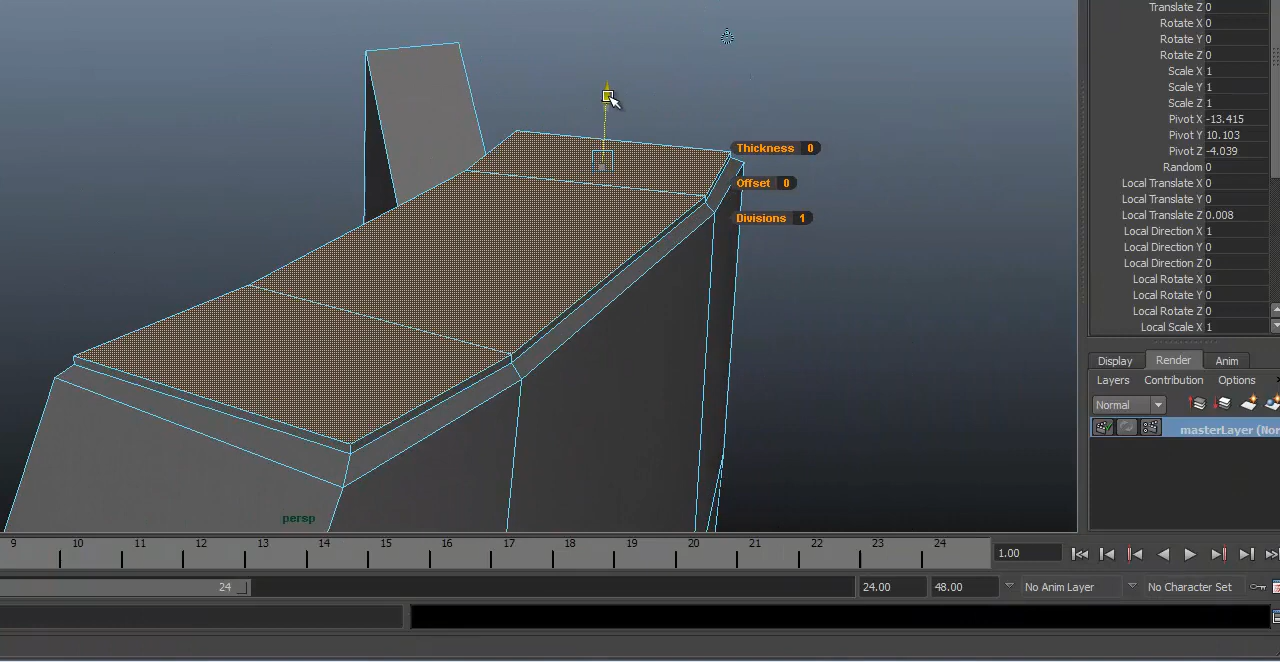 Translate Z 0
Rotate X 0
Rotate Y 0
Rotate Z 0
Scale X 1
Scale Y 1
Scale Z 1
Pivot X -13.415
Pivot Y 10.103
Pivot Z -4.039
Random 0
Local Translate X 0
Local Translate Y 0
Local Translate Z 0.008
Local Direction X 1
Local Direction Y 0
Local Direction Z 0
Local Rotate X 0
Local Rotate Y 0
Local Rotate Z 0
Local Scale X 1
Thickness 0
Offset 0
Divisions 1
persp
Display Render Anim
Layers Contribution Options
Normal
masterLayer (Nor
9 10 11 12 13 14 15 16 17 18 19 20 21 22 23 24
1.00
24 24.00 48.00 No Anim Layer No Character Set